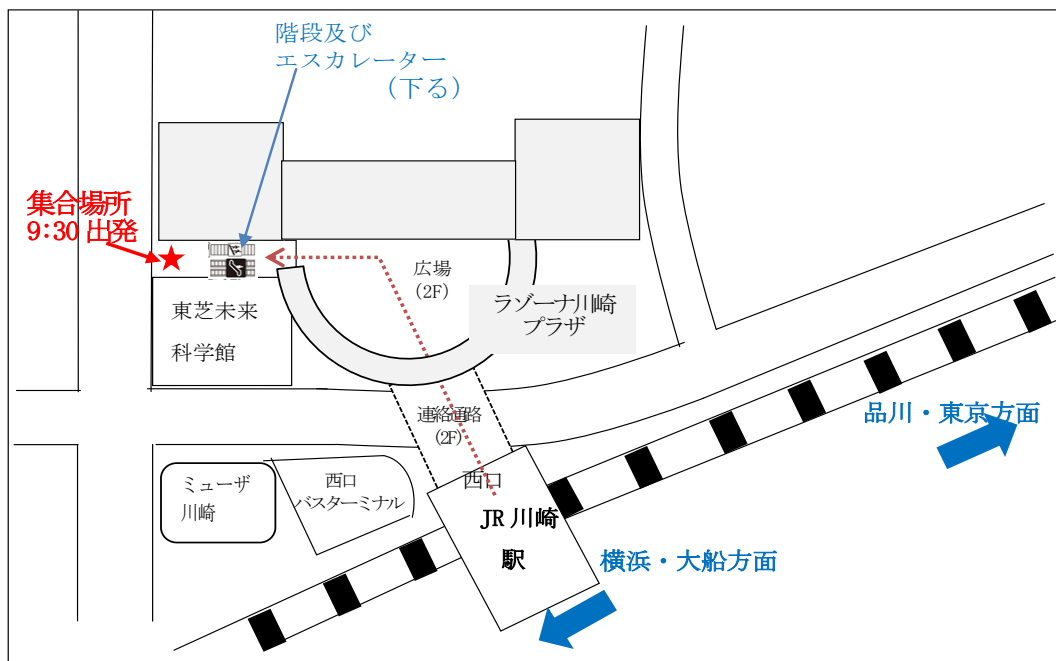 階段及び
エスカレーター
（下る）
集合場所
9:30 出発
広場
(2F)
ラゾーナ川崎
プラザ
東芝未来
科学館
連絡通路
(2F)
品川・東京方面
西口
ミューザ
川崎
西口
バスターミナル
JR 川崎
駅
横浜・大船方面